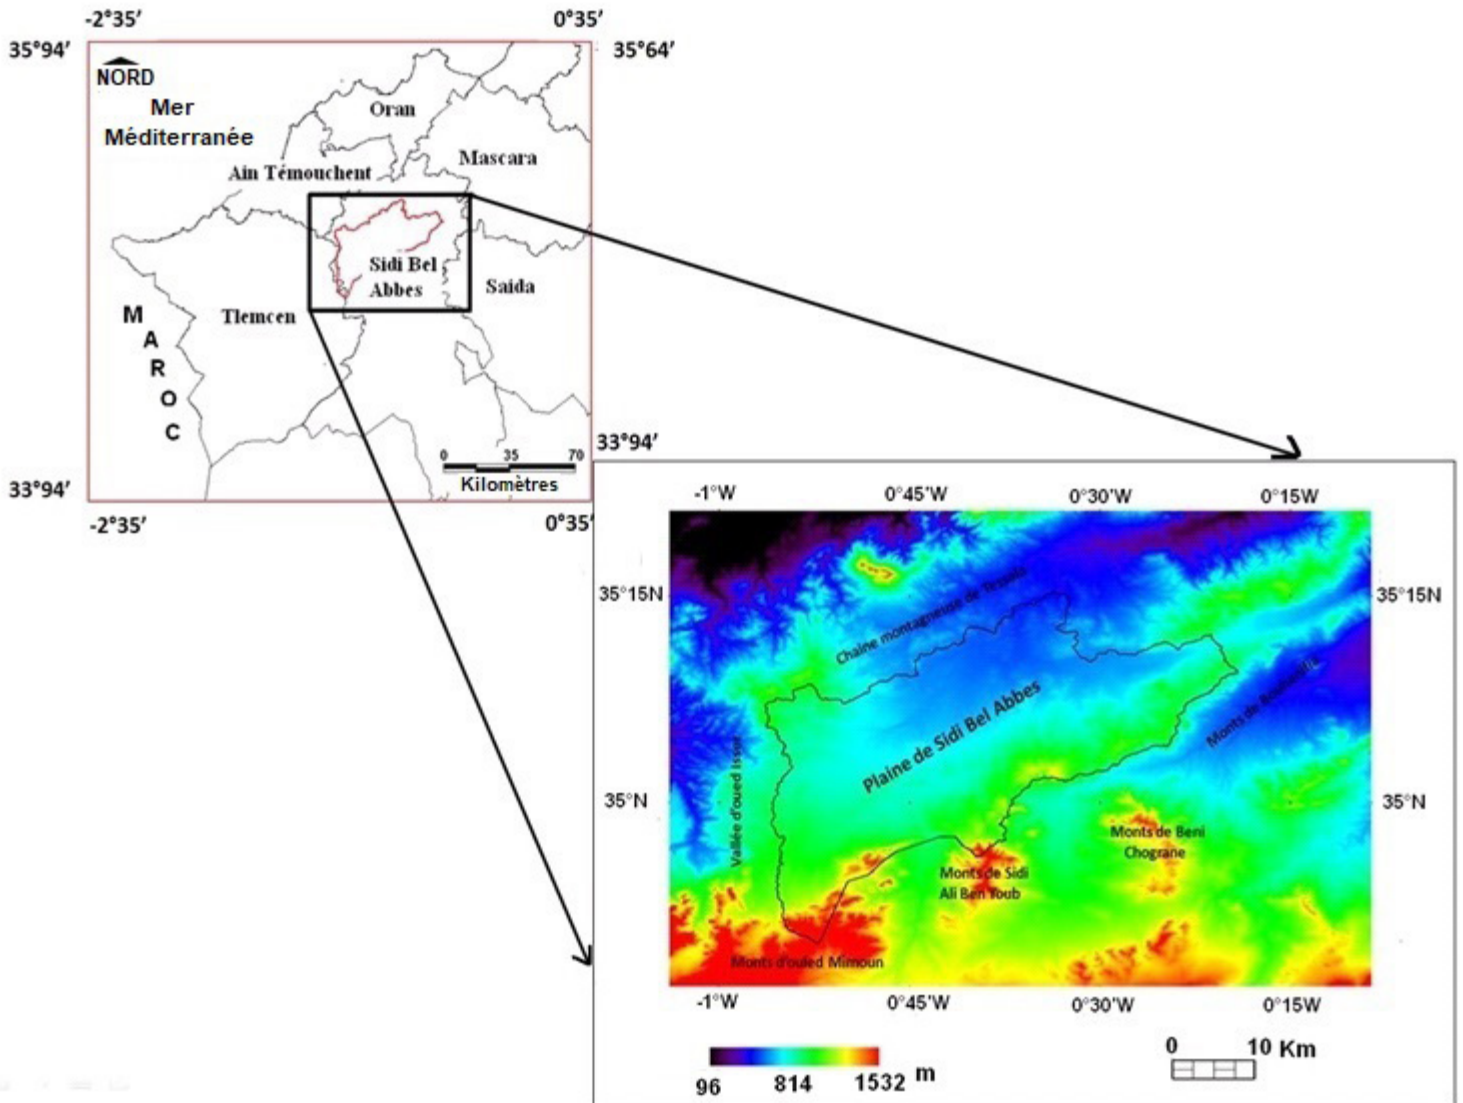 -2°35′
0°35′
35°94′
35°64′
NORD
Mer
Méditerranée
Oran
Mascara
Ain Témouchent
Sidi Bel
Abbes
Saida
Tlemcen
M
A
R
O
C
33°94′
0 35 70
Kilomètres
33°94′
-2°35′
0°35′
-1°W 0°45'W 0°30'W 0°15'W
35°15N
35°15N
Chaine montagneuse de Tessala
Plaine de Sidi Bel Abbes
Monts de
Vallée d'oued Isser
35°N
35°N
Monts de Beni
Chograne
Monts de Sidi
Ali Ben Youb
Monts d'ouled Mimoun
-1°W 0°45'W 0°30'W 0°15'W
96 814 1532 m
0 10 Km